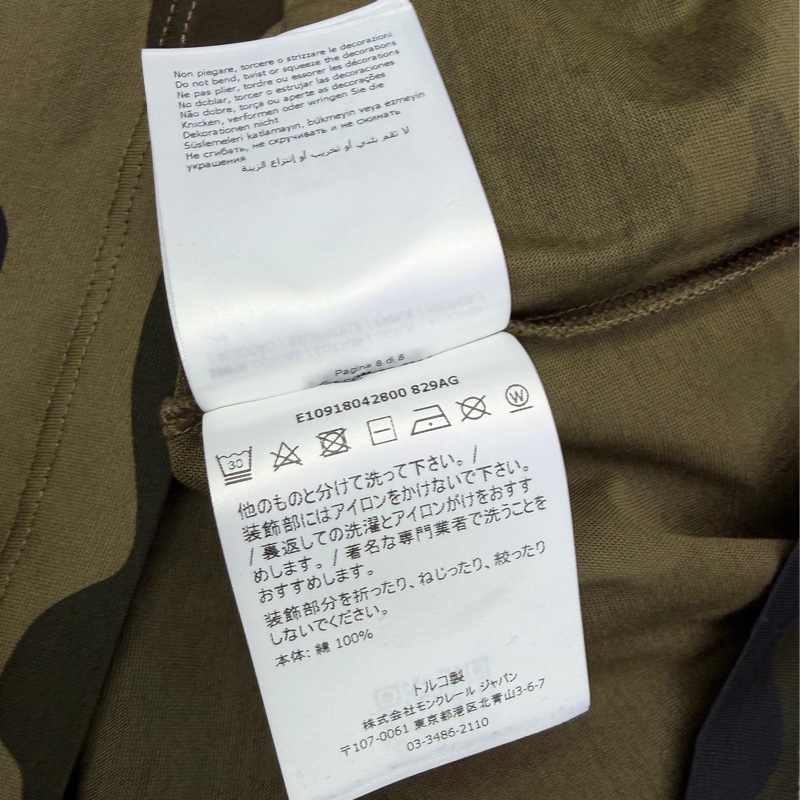 Non piegare, torcere o strizzare le decorazioni
Do not bend, twist or squeeze the decorations
Ne pas plier, tordre ou essorer les décorations
No doblar, torcer o estrujar las decoraciones
Não dobre, torça ou aperte as decorações
Knicken, verformen oder wringen Sie die
Dekorationen nicht
Süslemeleri katlamayın, bükmeyin veya ezmeyin
Не сгибать, не скручивать и не сжимать
украшения
لا تقم بثني أو تخريب أو إنتزاع الزينة
Pagina 8 di 8
E10918042800 829AG
30
W
他のものと分けて洗って下さい。/
装飾部にはアイロンをかけないで下さい。
/ 裏返しての洗濯とアイロンがけをおすす
めします。/ 著名な専門業者で洗うことを
おすすめします。
装飾部分を折ったり、ねじったり、絞ったり
しないでください。
本体: 綿 100%
トルコ製
株式会社モンクレール ジャパン
〒107-0061 東京都港区北青山3-6-7
03-3486-2110